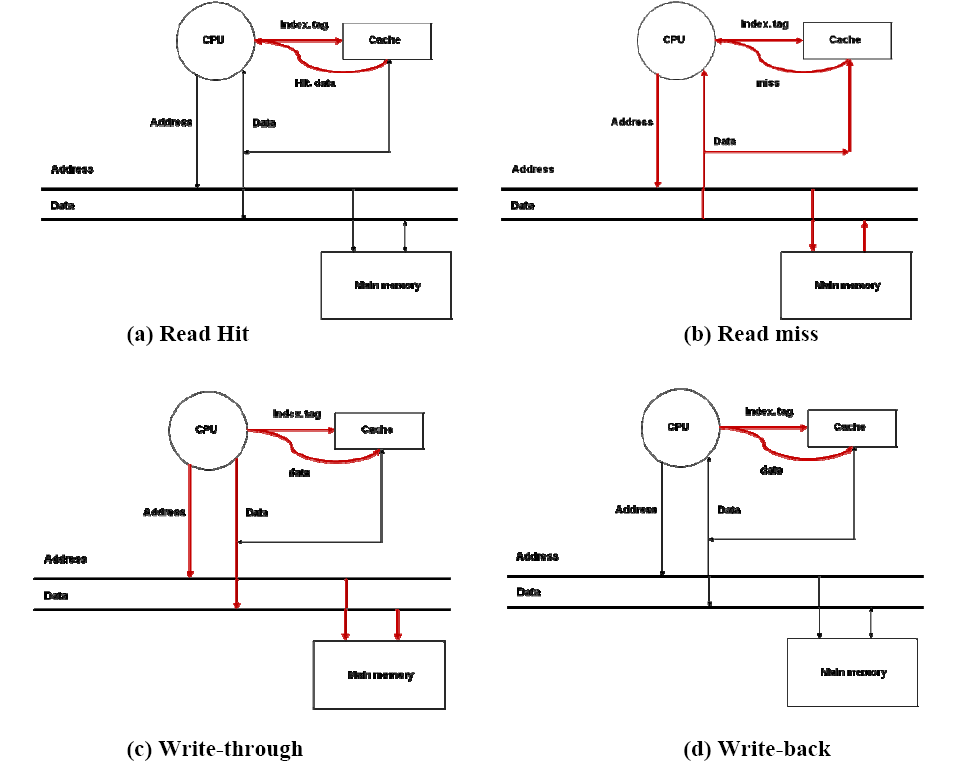 Index.tag
CPU
Cache
Hit. data
Address
Data
Address
Data
Main memory
(a) Read Hit
Index.tag
CPU
Cache
miss
Address
Data
Address
Data
Main memory
(b) Read miss
Index.tag
CPU
Cache
data
Address
Data
Address
Data
Main memory
(c) Write-through
Index.tag
CPU
Cache
data
Address
Data
Address
Data
Main memory
(d) Write-back